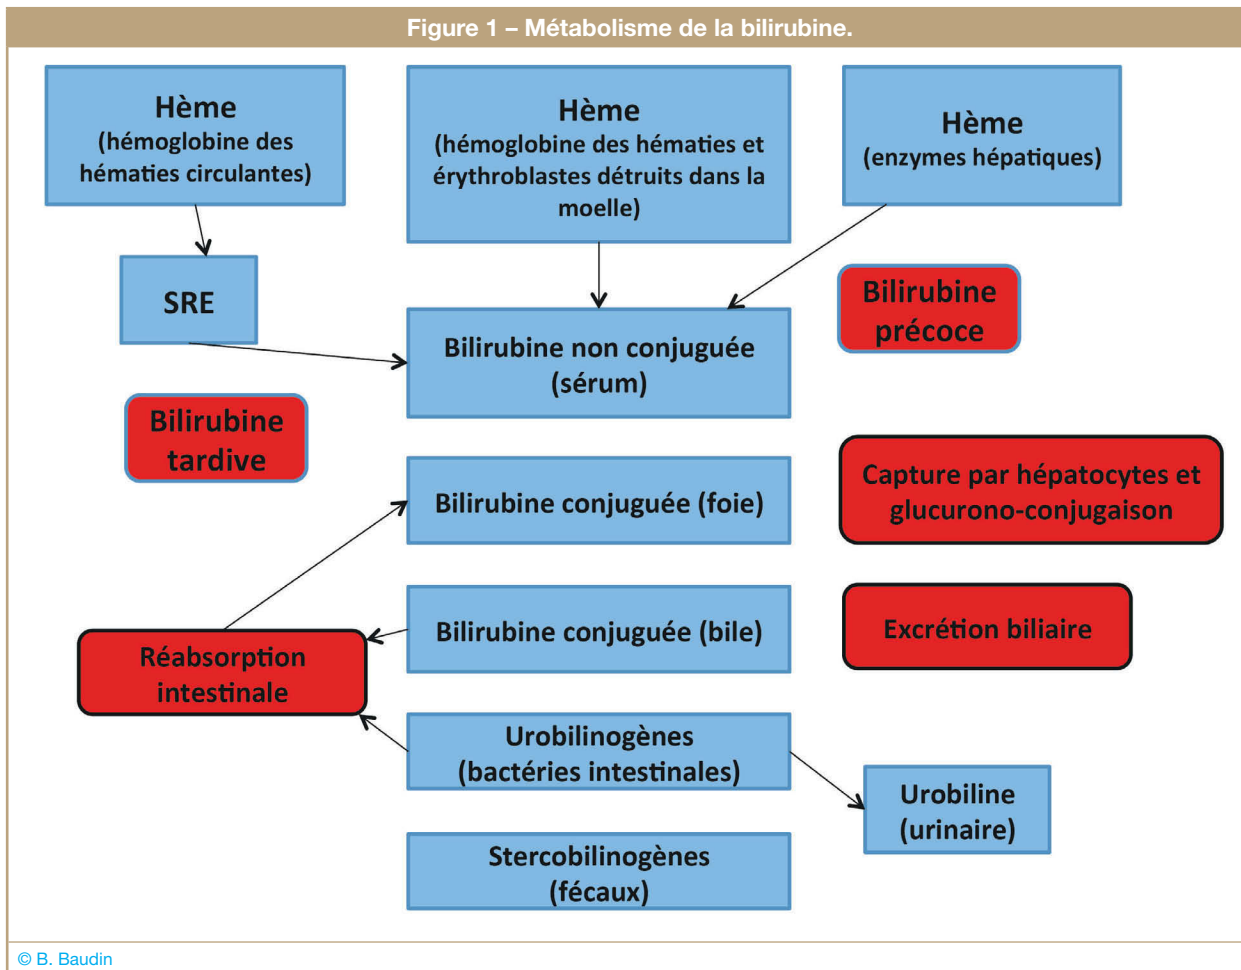 Figure 1 – Métabolisme de la bilirubine.
Hème
(hémoglobine des
hématies circulantes)
Hème
(hémoglobine des hématies et
érythroblastes détruits dans la
moelle)
Hème
(enzymes hépatiques)
SRE
Bilirubine
précoce
Bilirubine non conjuguée
(sérum)
Bilirubine
tardive
Bilirubine conjuguée (foie)
Capture par hépatocytes et
glucurono-conjugaison
Bilirubine conjuguée (bile)
Excrétion biliaire
Réabsorption
intestinale
Urobilinogènes
(bactéries intestinales)
Urobiline
(urinaire)
Stercobilinogènes
(fécaux)
© B. Baudin